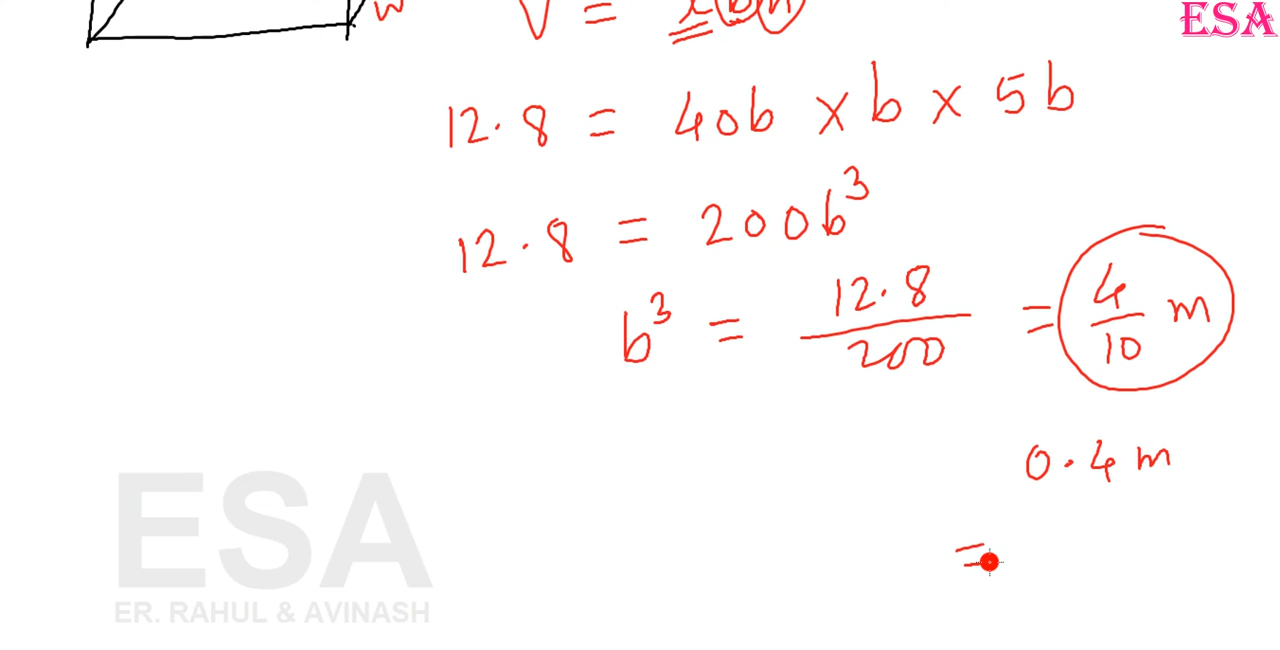 ESA
V = lbh
12.8 = 40b × b × 5b
12.8 = 200b³
b³ = 12.8/200 = 4/10 m
0.4 m
=
ESA
ER. RAHUL & AVINASH